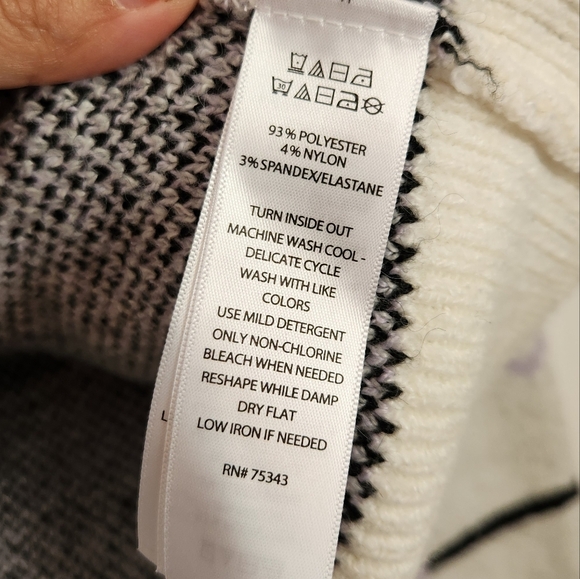 30
93% POLYESTER
4% NYLON
3% SPANDEX/ELASTANE
TURN INSIDE OUT
MACHINE WASH COOL -
DELICATE CYCLE
WASH WITH LIKE
COLORS
USE MILD DETERGENT
ONLY NON-CHLORINE
BLEACH WHEN NEEDED
RESHAPE WHILE DAMP
DRY FLAT
LOW IRON IF NEEDED
RN# 75343
L